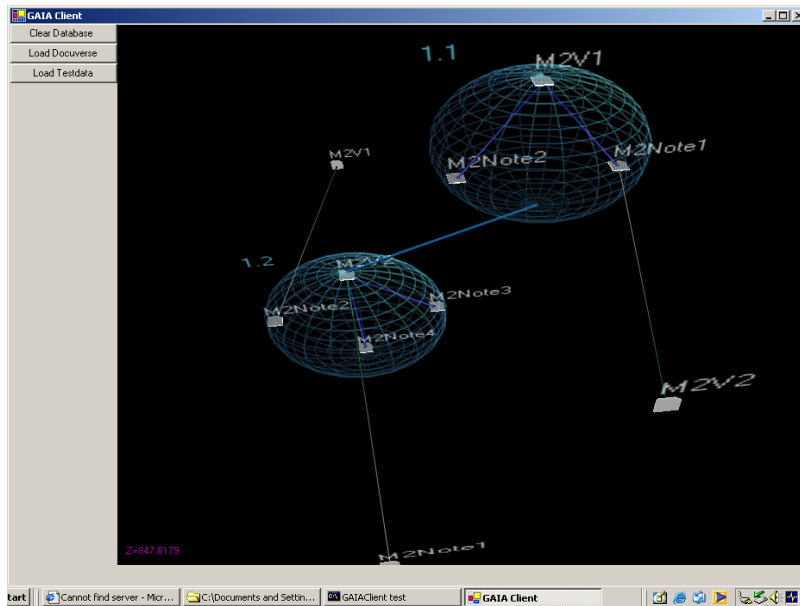 GAIA Client
Clear Database
Load Docuverse
Load Testdata
1.1
M2V1
M2Note2
M2Note1
M2V1
1.2
M2V2
M2Note2
M2Note3
M2Note4
M2V2
M2Note1
Z=847,8179
tart
Cannot find server - Micr...
C:\Documents and Settin...
GAIAClient test
GAIA Client